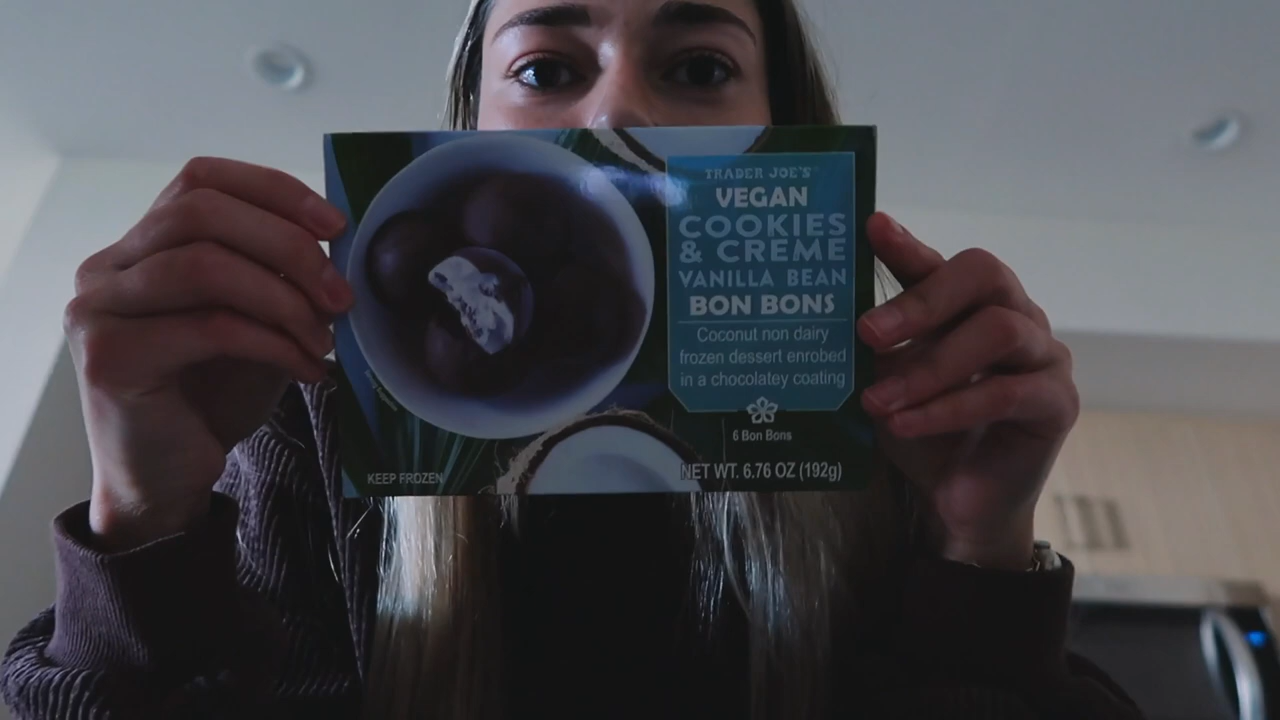 TRADER JOE'S
VEGAN
COOKIES
& CREME
VANILLA BEAN
BON BONS
Coconut non dairy
frozen dessert enrobed
in a chocolatey coating
6 Bon Bons
KEEP FROZEN
NET WT. 6.76 OZ (192g)